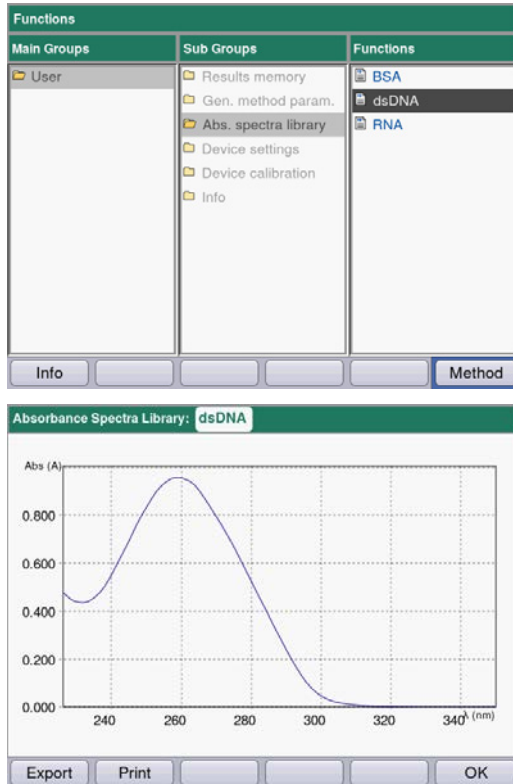 Functions
Main Groups Sub Groups Functions
User Results memory BSA
Gen. method param. dsDNA
Abs. spectra library RNA
Device settings
Device calibration
Info
Info Method
Absorbance Spectra Library: dsDNA
Abs (A)
0.800
0.600
0.400
0.200
0.000
240 260 280 300 320 340 λ (nm)
Export Print OK